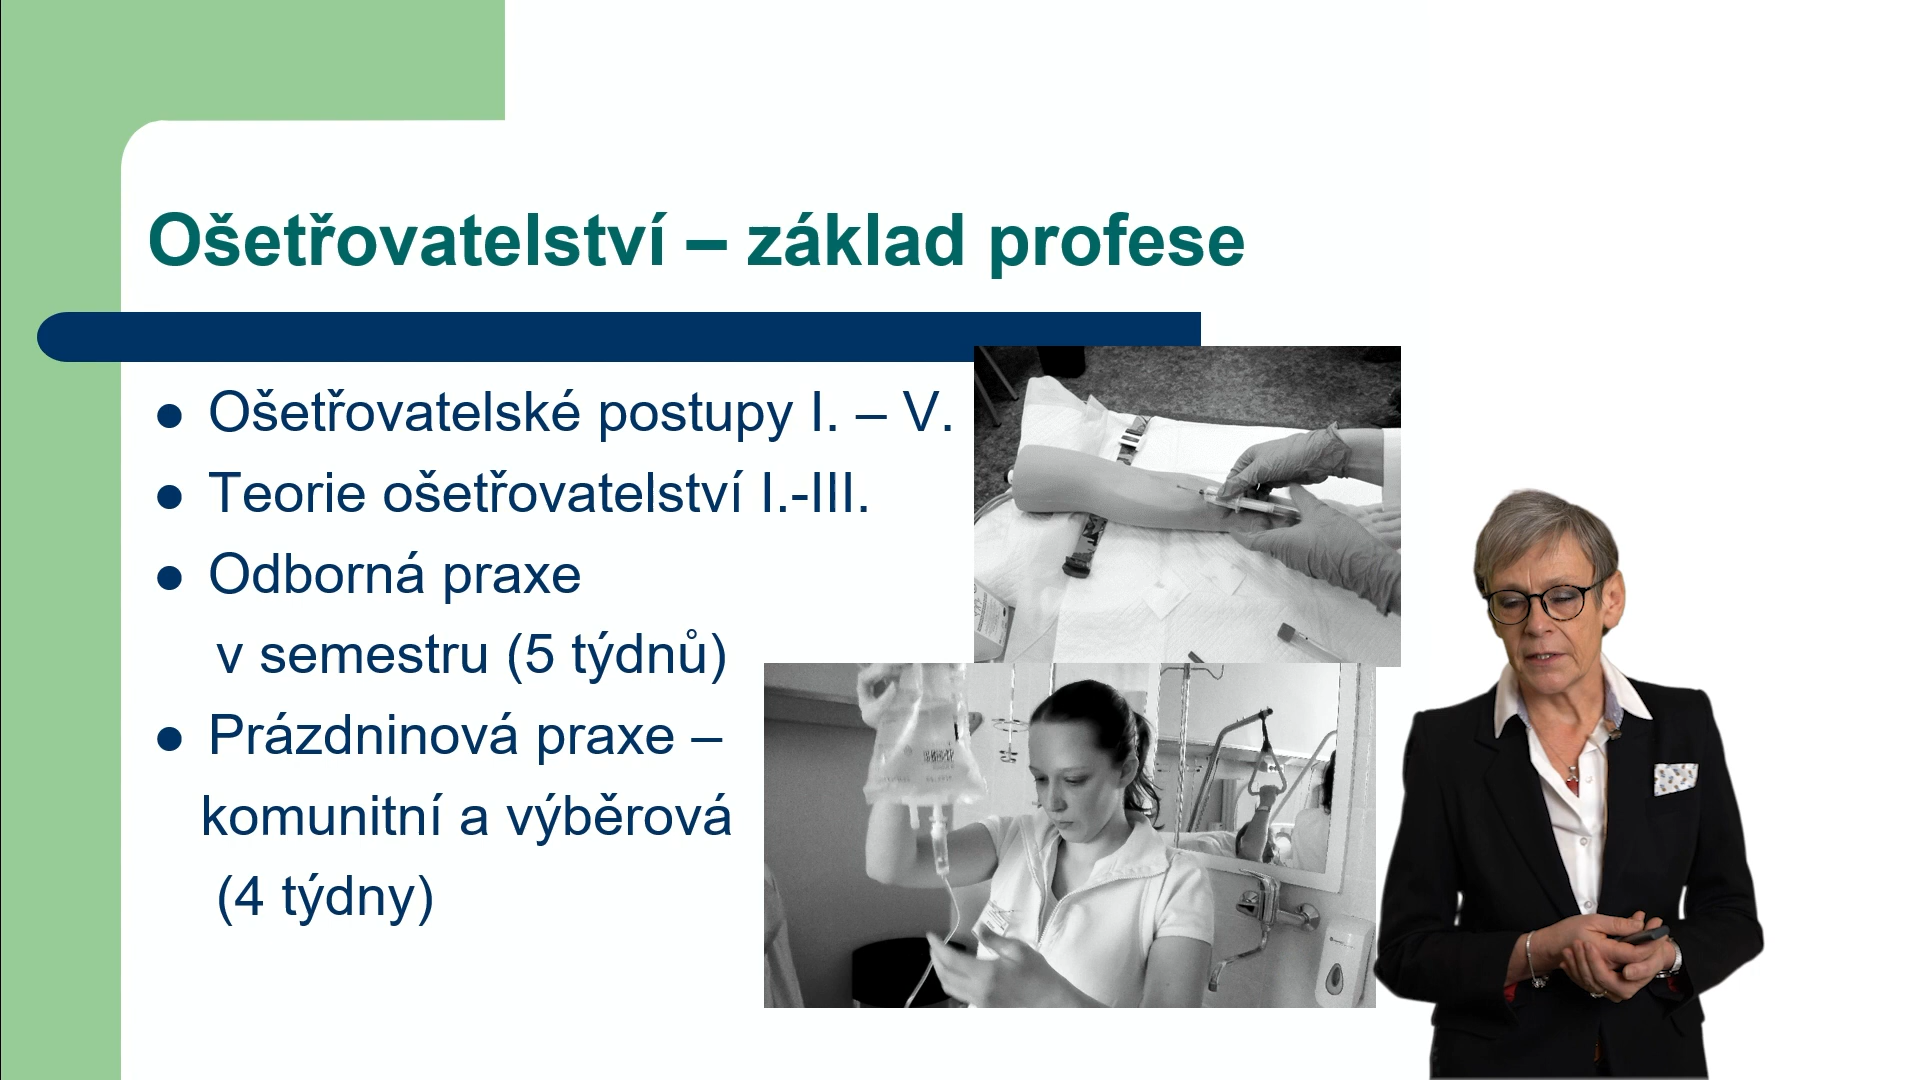 Ošetřovatelství – základ profese
● Ošetřovatelské postupy I. – V.
● Teorie ošetřovatelství I.-III.
● Odborná praxe
v semestru (5 týdnů)
● Prázdninová praxe –
komunitní a výběrová
(4 týdny)